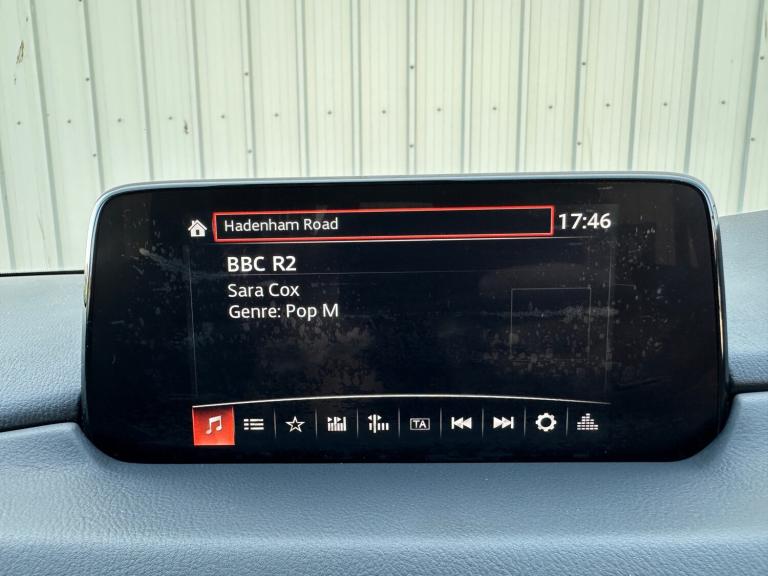 Hadenham Road 17:46
BBC R2
Sara Cox
Genre: Pop M
TA